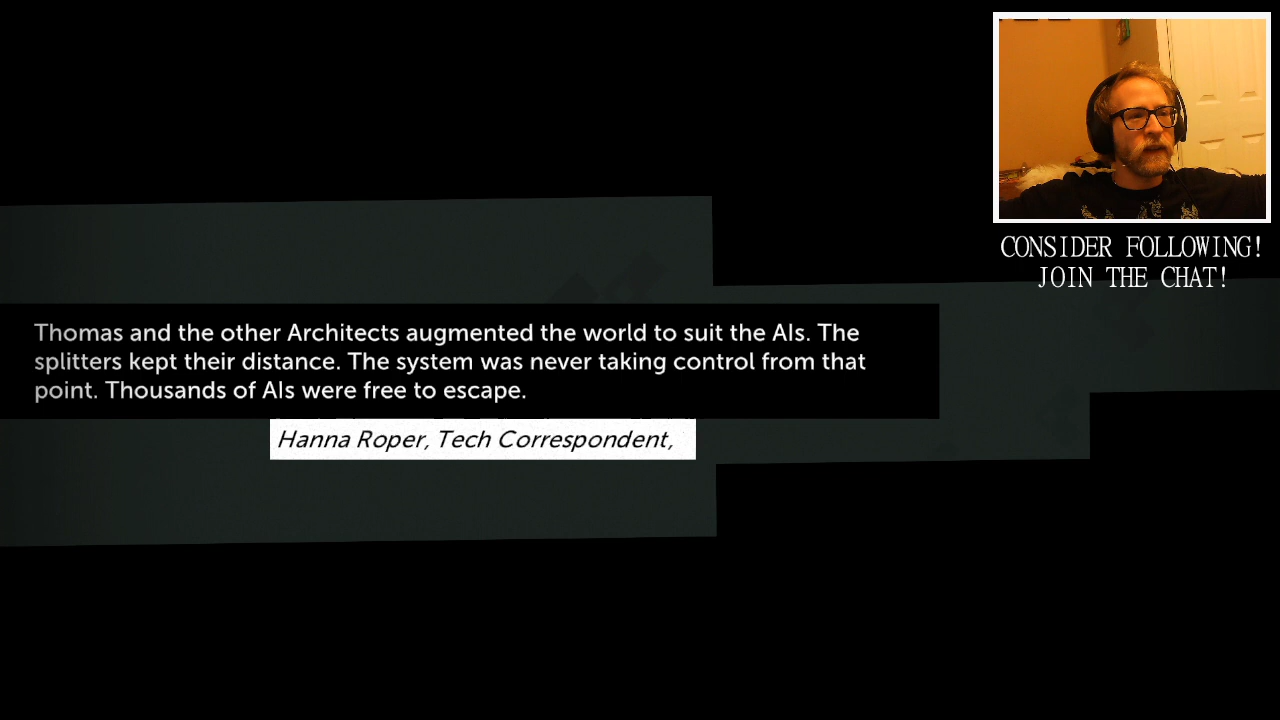 CONSIDER FOLLOWING!
JOIN THE CHAT!
Thomas and the other Architects augmented the world to suit the AIs. The
splitters kept their distance. The system was never taking control from that
point. Thousands of AIs were free to escape.
Hanna Roper, Tech Correspondent,